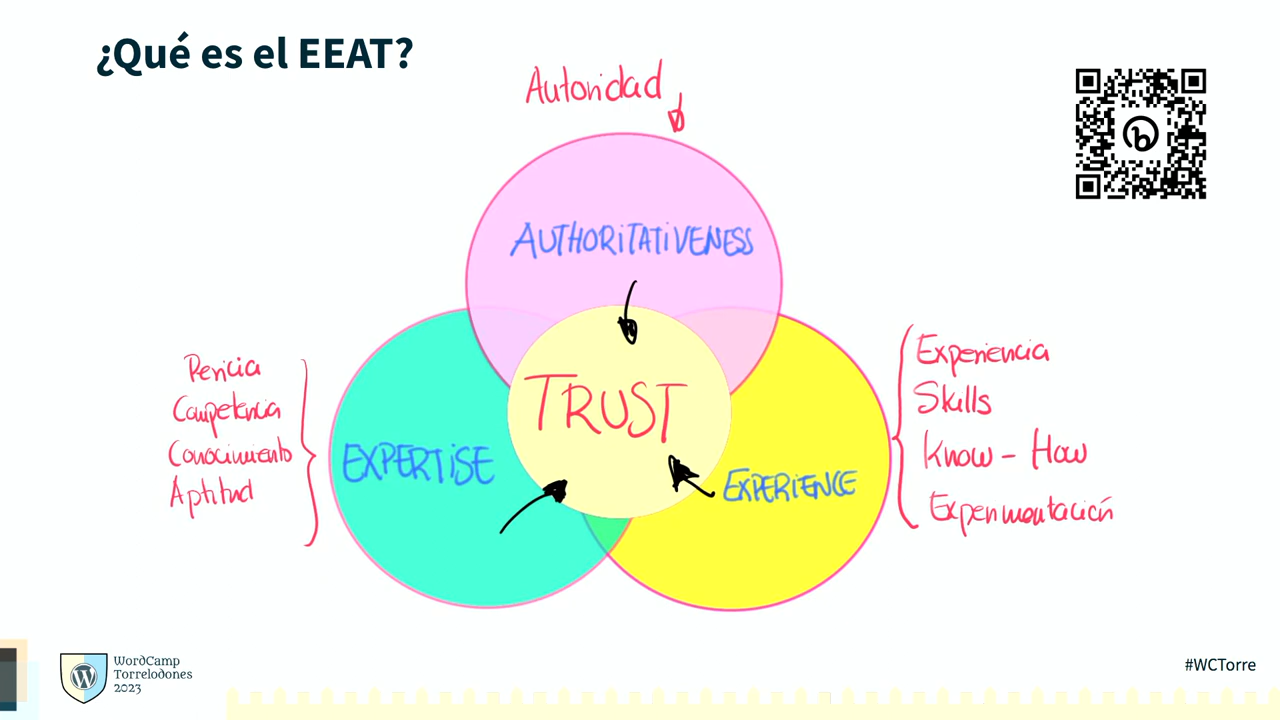 ¿Qué es el EEAT?
Autoridad
AUTHORITATIVENESS
TRUST
EXPERTISE
EXPERIENCE
Pericia
Competencia
Conocimiento
Aptitud
Experiencia
Skills
Know - How
Experimentación
WordCamp
Torrelodones
2023
#WCTorre